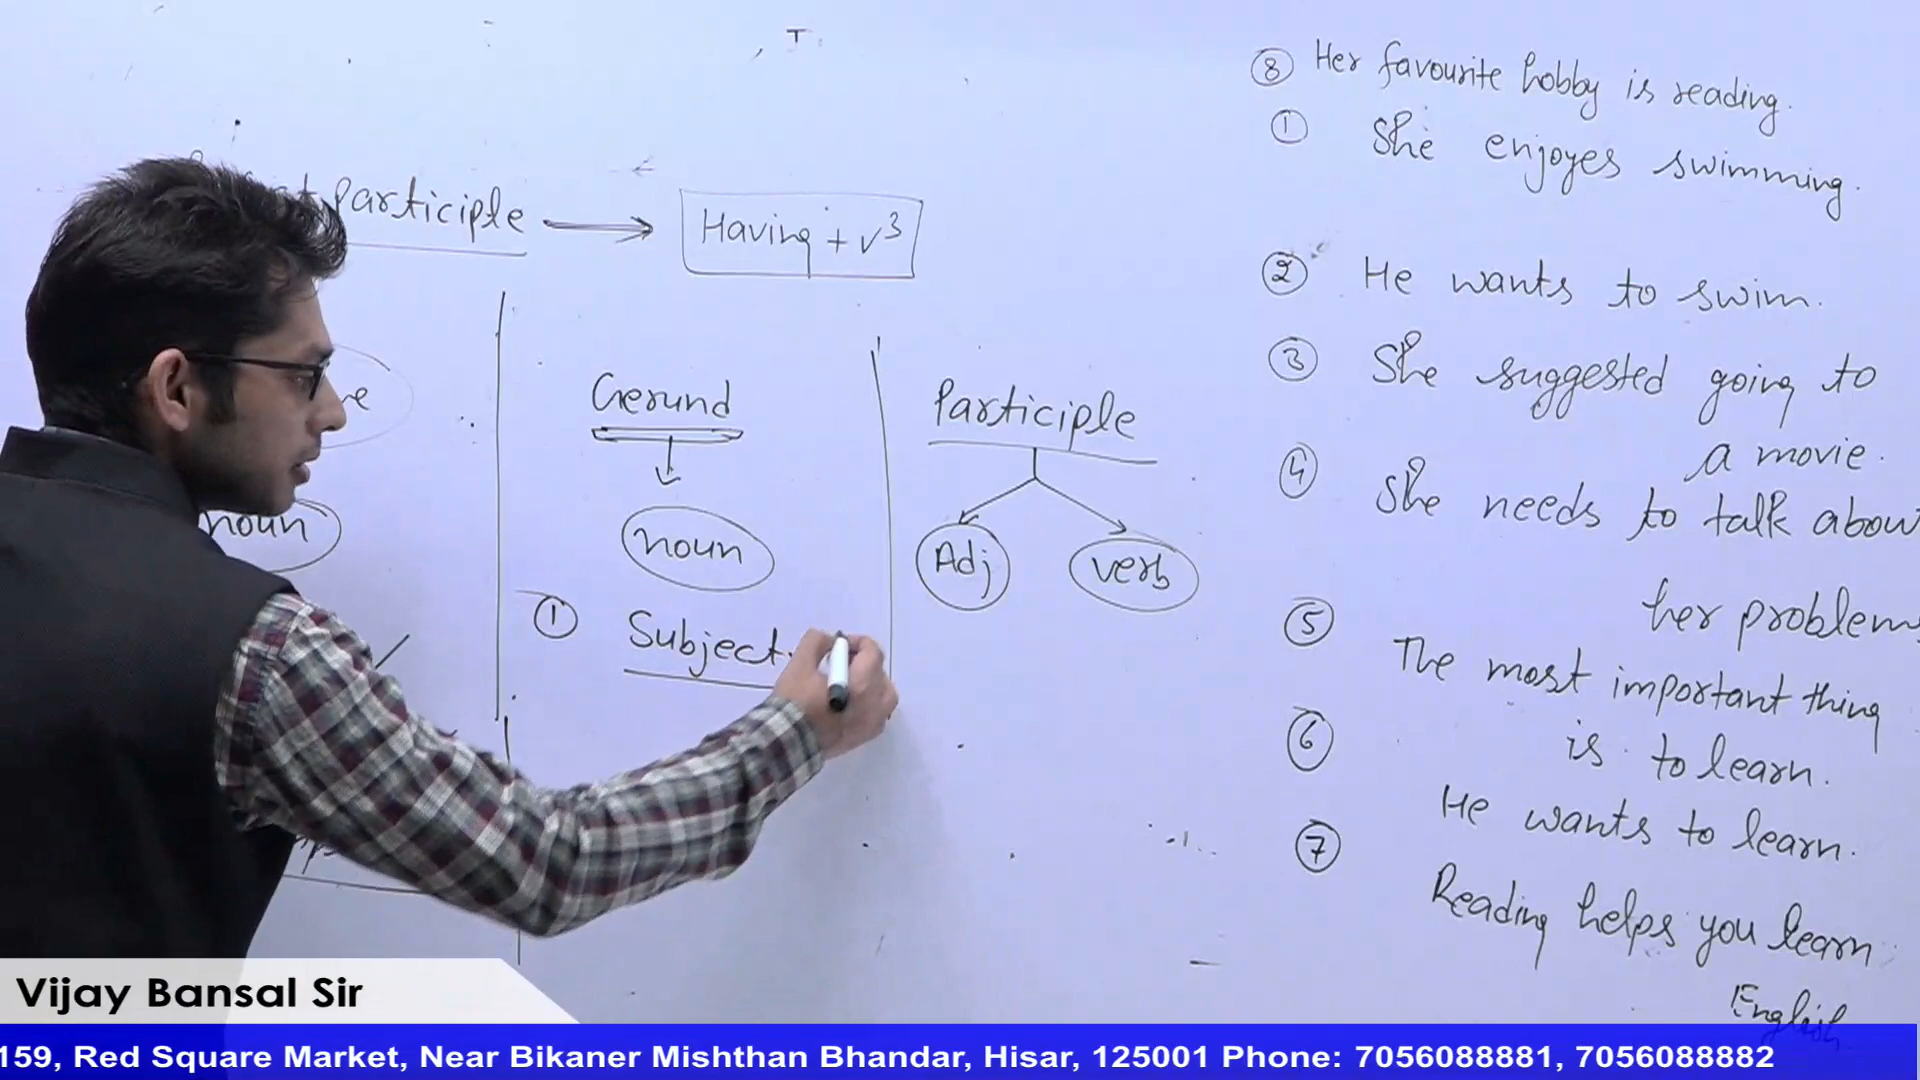 Participle → Having + v³
Gerund
noun
noun
① Subject
Participle
Adj verb
⑧ Her favourite hobby is reading.
① She enjoyes swimming.
② He wants to swim.
③ She suggested going to
a movie.
④ She needs to talk about
her problems
⑤ The most important thing
is to learn.
⑥ He wants to learn.
⑦ Reading helps you learn
English.
Vijay Bansal Sir
159, Red Square Market, Near Bikaner Mishthan Bhandar, Hisar, 125001 Phone: 7056088881, 7056088882